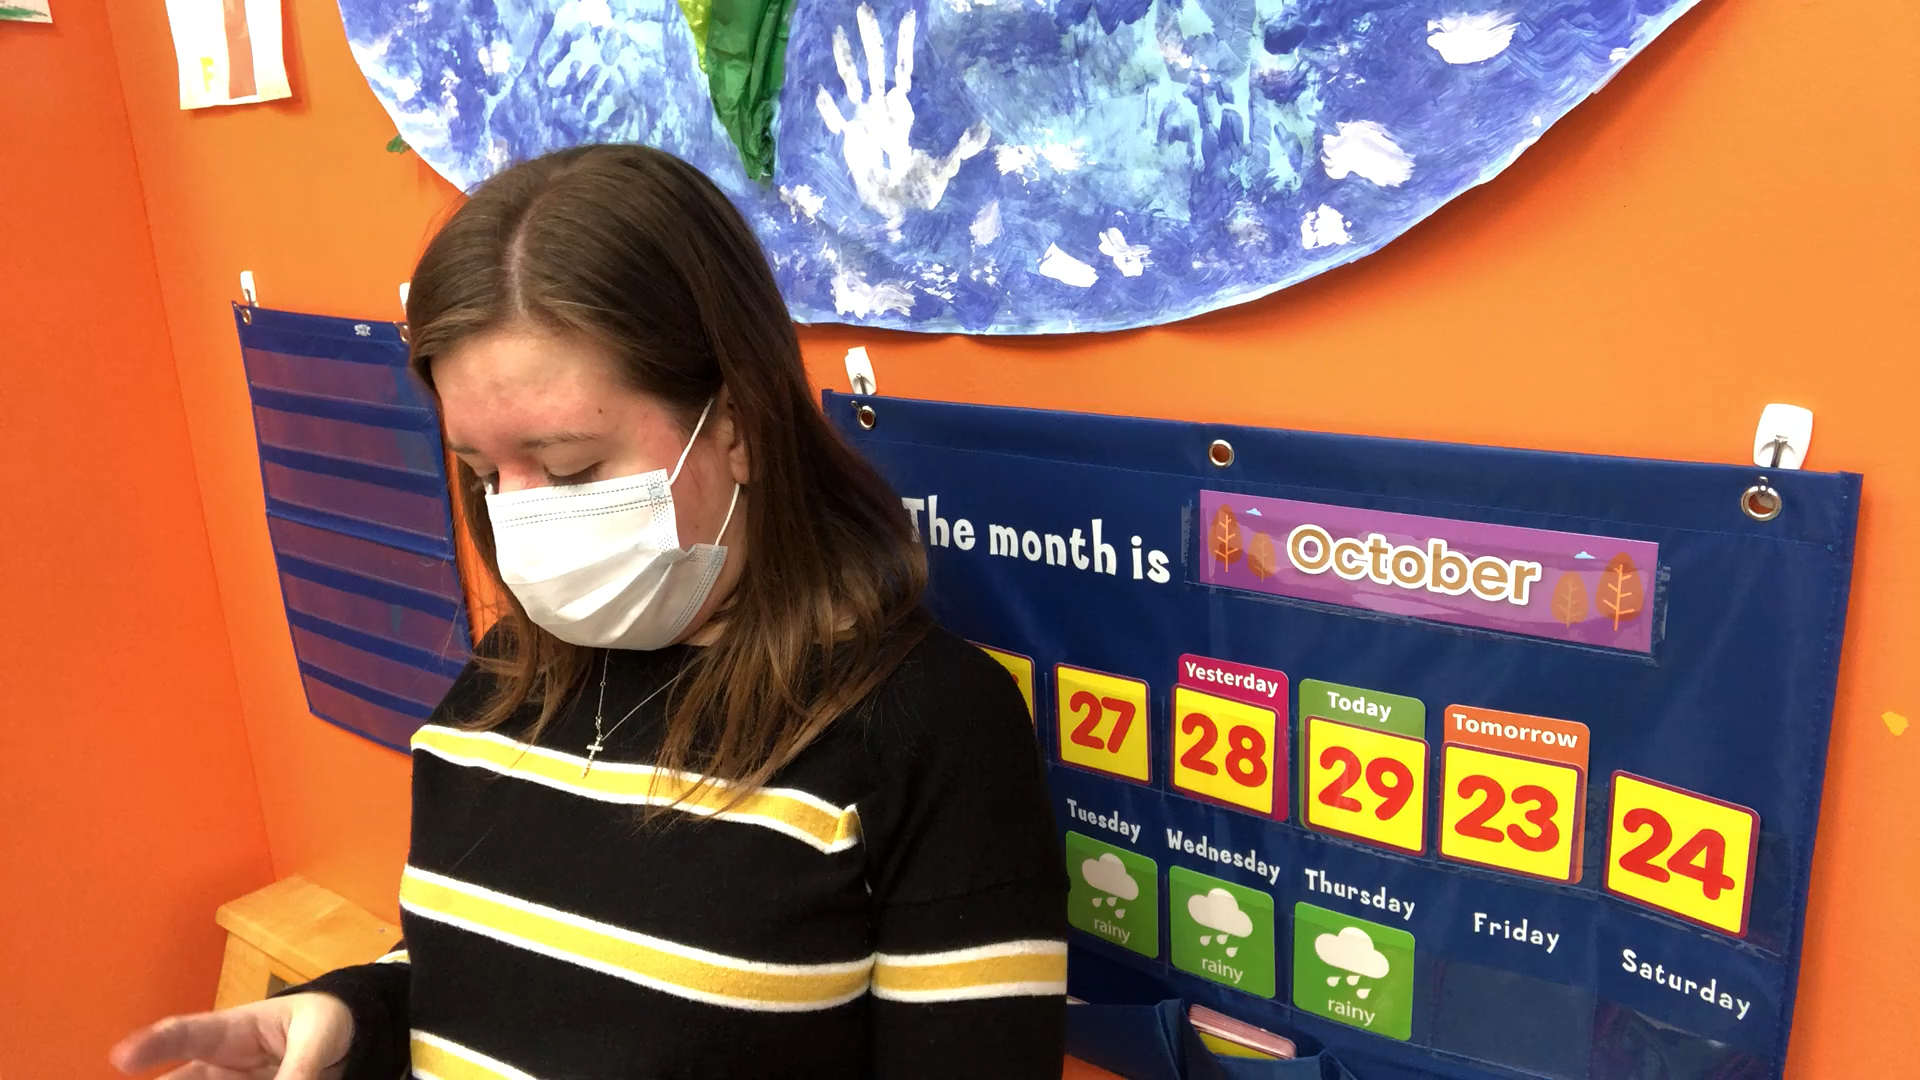 The month is October
Yesterday
Today
Tomorrow
27
28
29
23
24
Tuesday
Wednesday
Thursday
Friday
Saturday
rainy
rainy
rainy